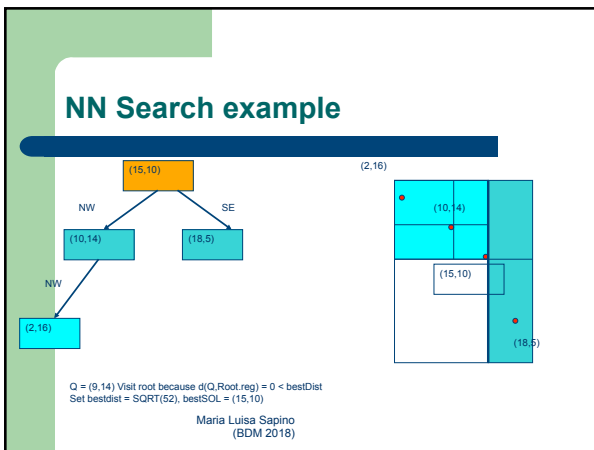 NN Search example
(2,16)
(15,10)
NW
SE
(10,14)
(10,14)
(18,5)
(15,10)
NW
(2,16)
(18,5)
Q = (9,14) Visit root because d(Q,Root.reg) = 0 < bestDist
Set bestdist = SQRT(52), bestSOL = (15,10)
Maria Luisa Sapino
(BDM 2018)